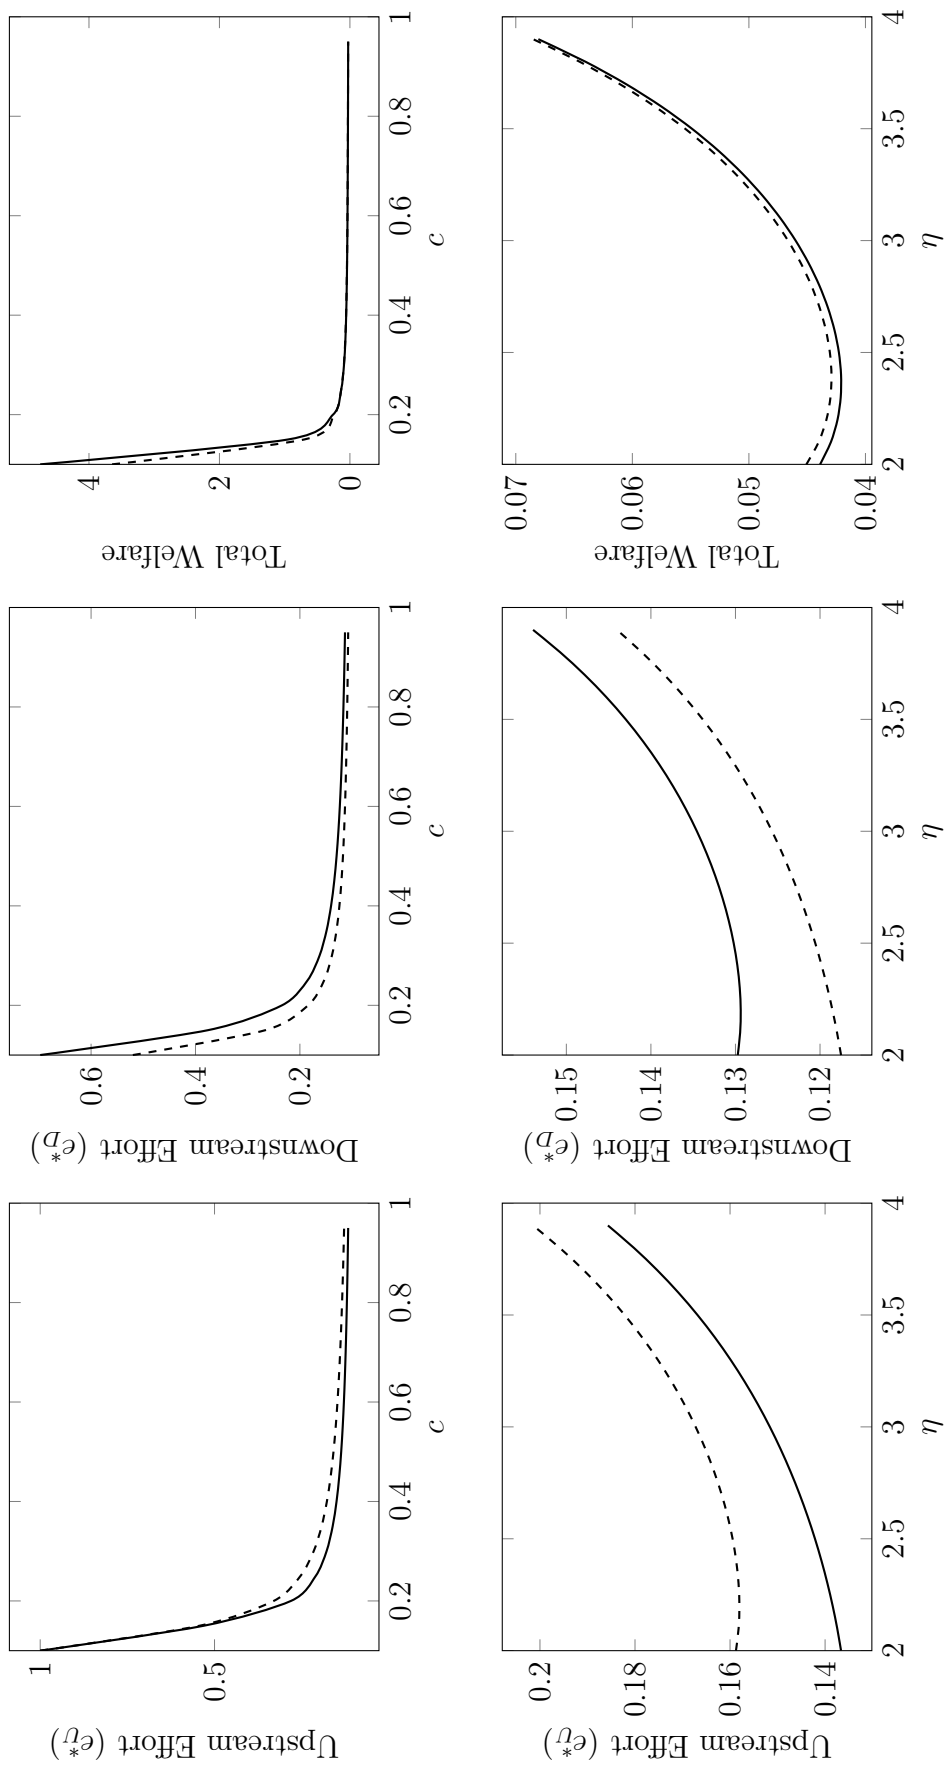 Upstream Effort (e*U)
1
0.5
0.2 0.4 0.6 0.8 1
c
Downstream Effort (e*D)
0.6
0.4
0.2
0.2 0.4 0.6 0.8 1
c
Total Welfare
4
2
0
0.2 0.4 0.6 0.8 1
c
Upstream Effort (e*U)
0.2
0.18
0.16
0.14
2 2.5 3 3.5 4
η
Downstream Effort (e*D)
0.15
0.14
0.13
0.12
2 2.5 3 3.5 4
η
Total Welfare
0.07
0.06
0.05
0.04
2 2.5 3 3.5 4
η